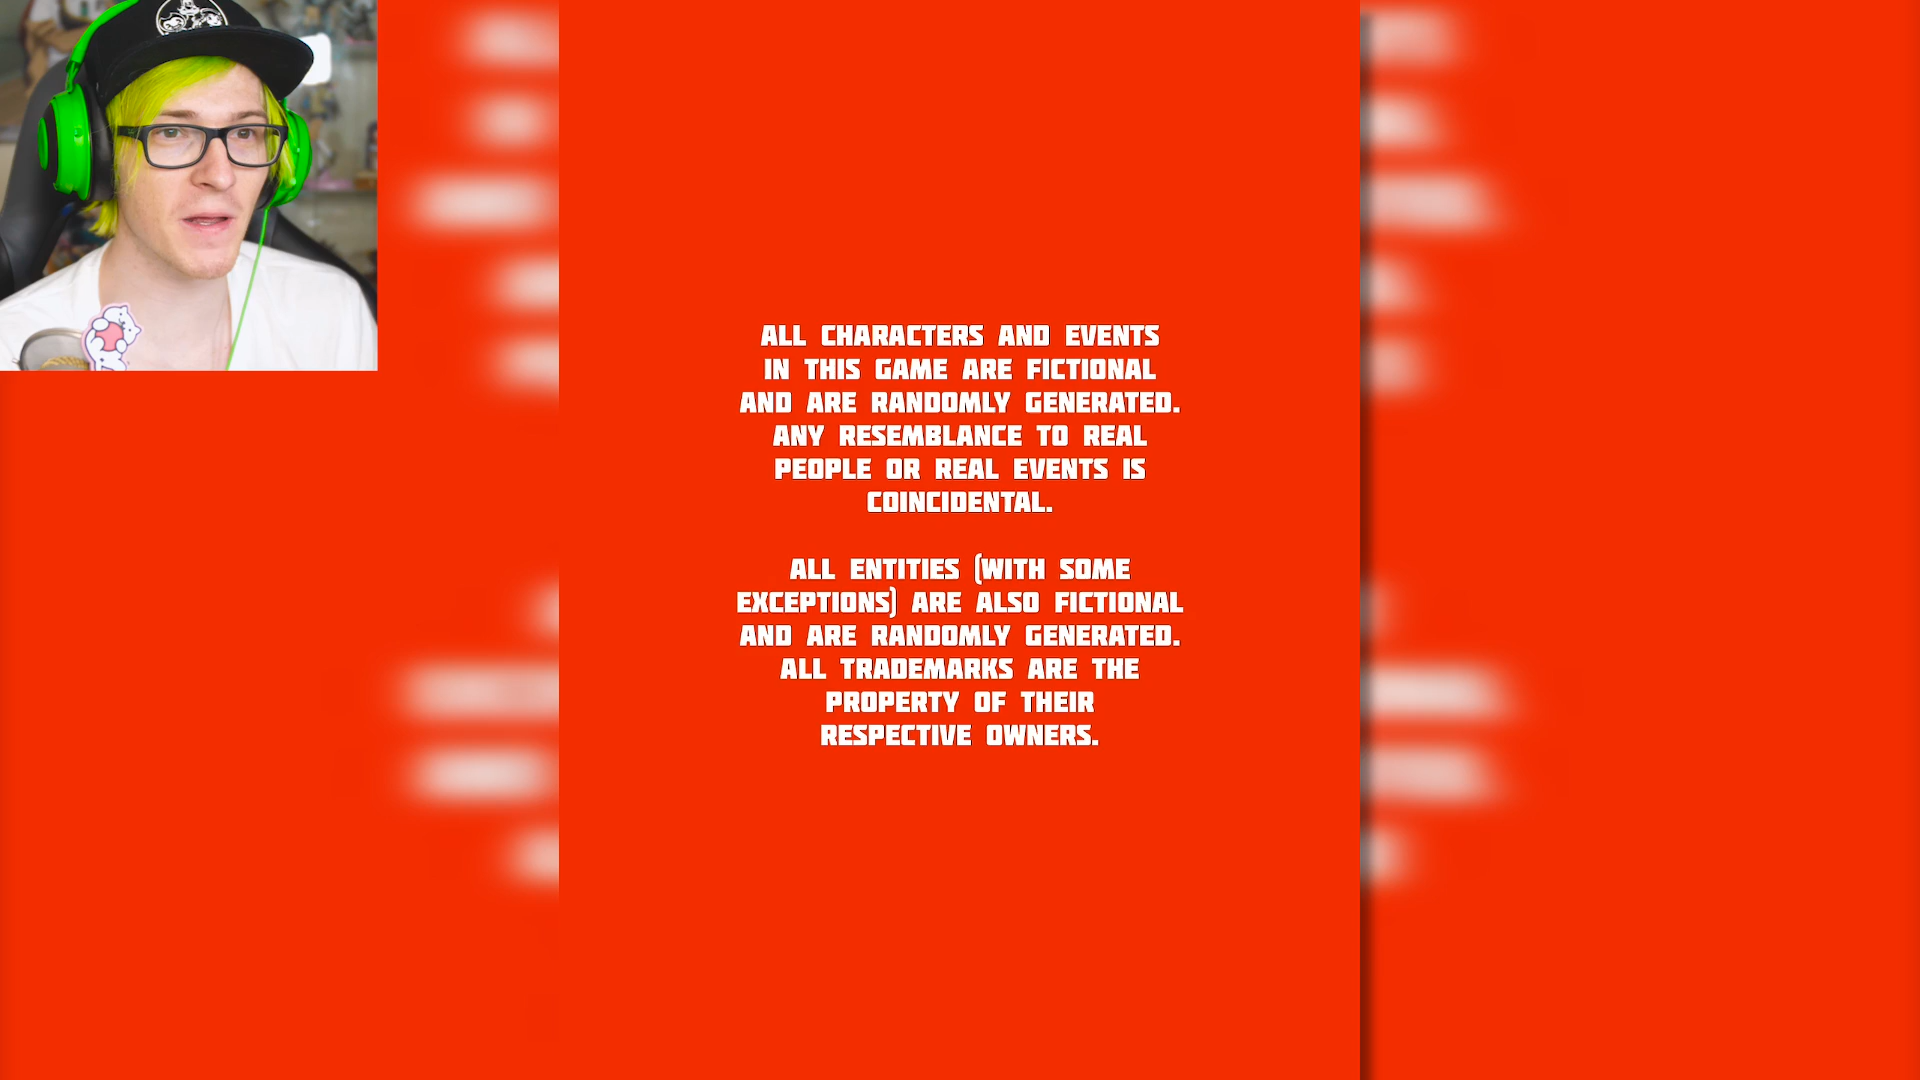 ALL CHARACTERS AND EVENTS
IN THIS GAME ARE FICTIONAL
AND ARE RANDOMLY GENERATED.
ANY RESEMBLANCE TO REAL
PEOPLE OR REAL EVENTS IS
COINCIDENTAL.
ALL ENTITIES (WITH SOME
EXCEPTIONS) ARE ALSO FICTIONAL
AND ARE RANDOMLY GENERATED.
ALL TRADEMARKS ARE THE
PROPERTY OF THEIR
RESPECTIVE OWNERS.